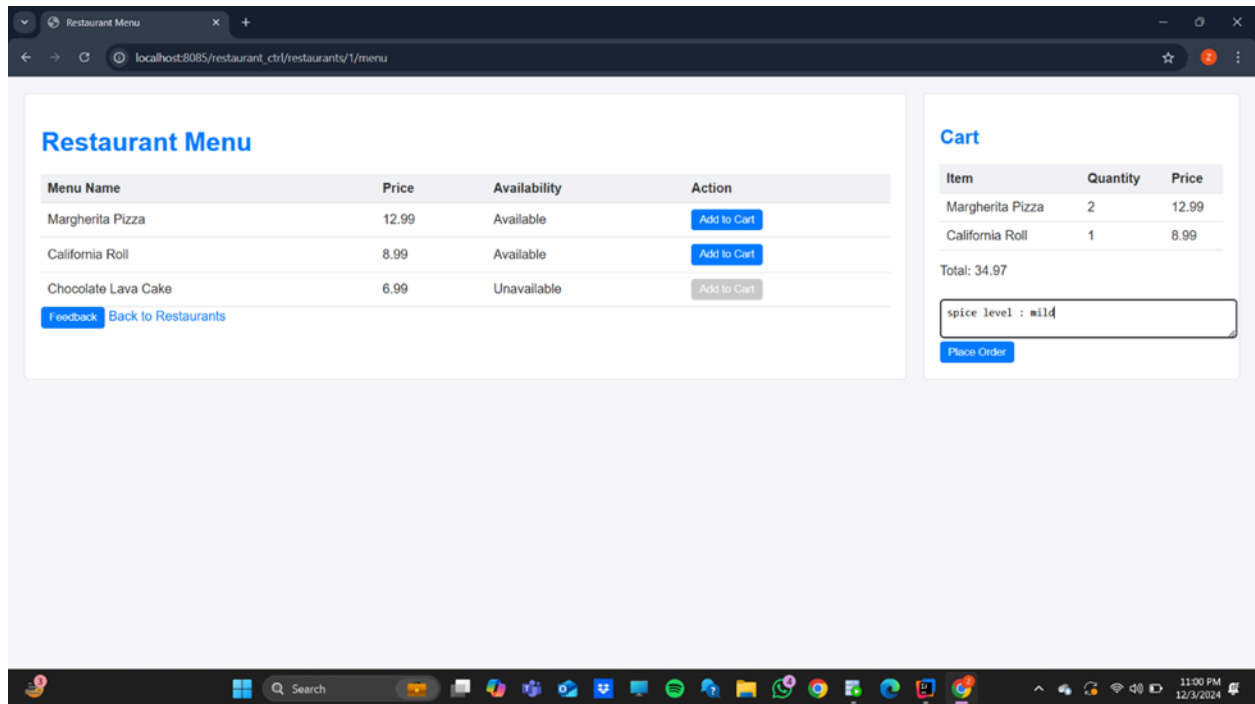 Restaurant Menu
localhost:8085/restaurant_ctrl/restaurants/1/menu
Z
Restaurant Menu
Menu Name Price Availability Action
Margherita Pizza 12.99 Available Add to Cart
California Roll 8.99 Available Add to Cart
Chocolate Lava Cake 6.99 Unavailable Add to Cart
Feedback Back to Restaurants
Cart
Item Quantity Price
Margherita Pizza 2 12.99
California Roll 1 8.99
Total: 34.97
spice level : mild
Place Order
3
Search
4
11:00 PM
12/3/2024